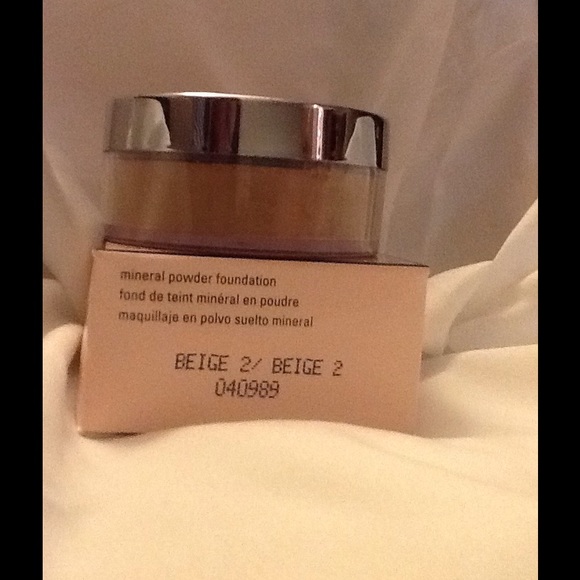 mineral powder foundation
fond de teint minéral en poudre
maquillaje en polvo suelto mineral
BEIGE 2/ BEIGE 2
040989